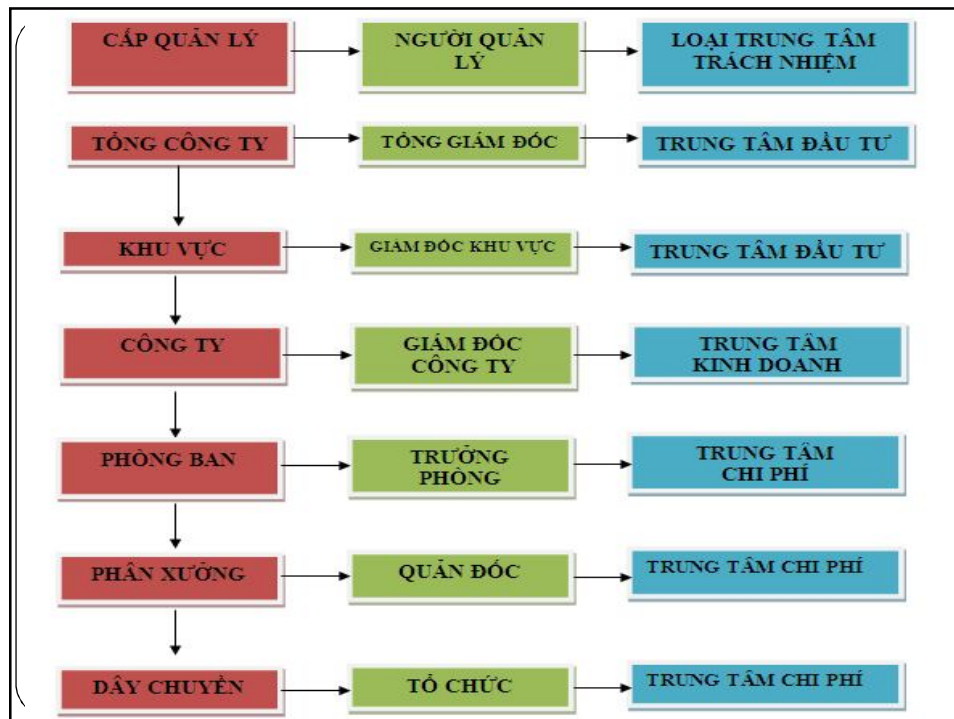 CẤP QUẢN LÝ
NGƯỜI QUẢN
LÝ
LOẠI TRUNG TÂM
TRÁCH NHIỆM
TỔNG CÔNG TY
TỔNG GIÁM ĐỐC
TRUNG TÂM ĐẦU TƯ
KHU VỰC
GIÁM ĐỐC KHU VỰC
TRUNG TÂM ĐẦU TƯ
CÔNG TY
GIÁM ĐỐC
CÔNG TY
TRUNG TÂM
KINH DOANH
PHÒNG BAN
TRƯỞNG
PHÒNG
TRUNG TÂM
CHI PHÍ
PHÂN XƯỞNG
QUẢN ĐỐC
TRUNG TÂM CHI PHÍ
DÂY CHUYỀN
TỔ CHỨC
TRUNG TÂM CHI PHÍ